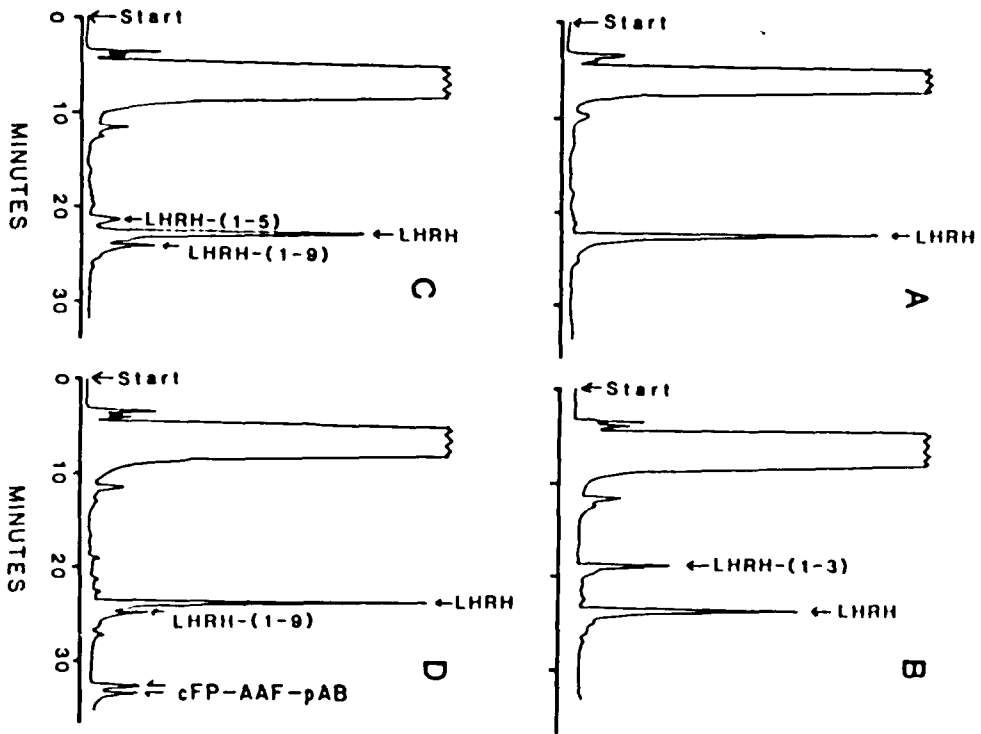 ←Start
←LHRH
A
←Start
←LHRH-(1-3)
←LHRH
B
←Start
←LHRH-(1-5)
←LHRH
←LHRH-(1-9)
C
0
10
20
30
MINUTES
←Start
←LHRH
LHRH-(1-9)
cFP-AAF-pAB
D
0
10
20
30
MINUTES